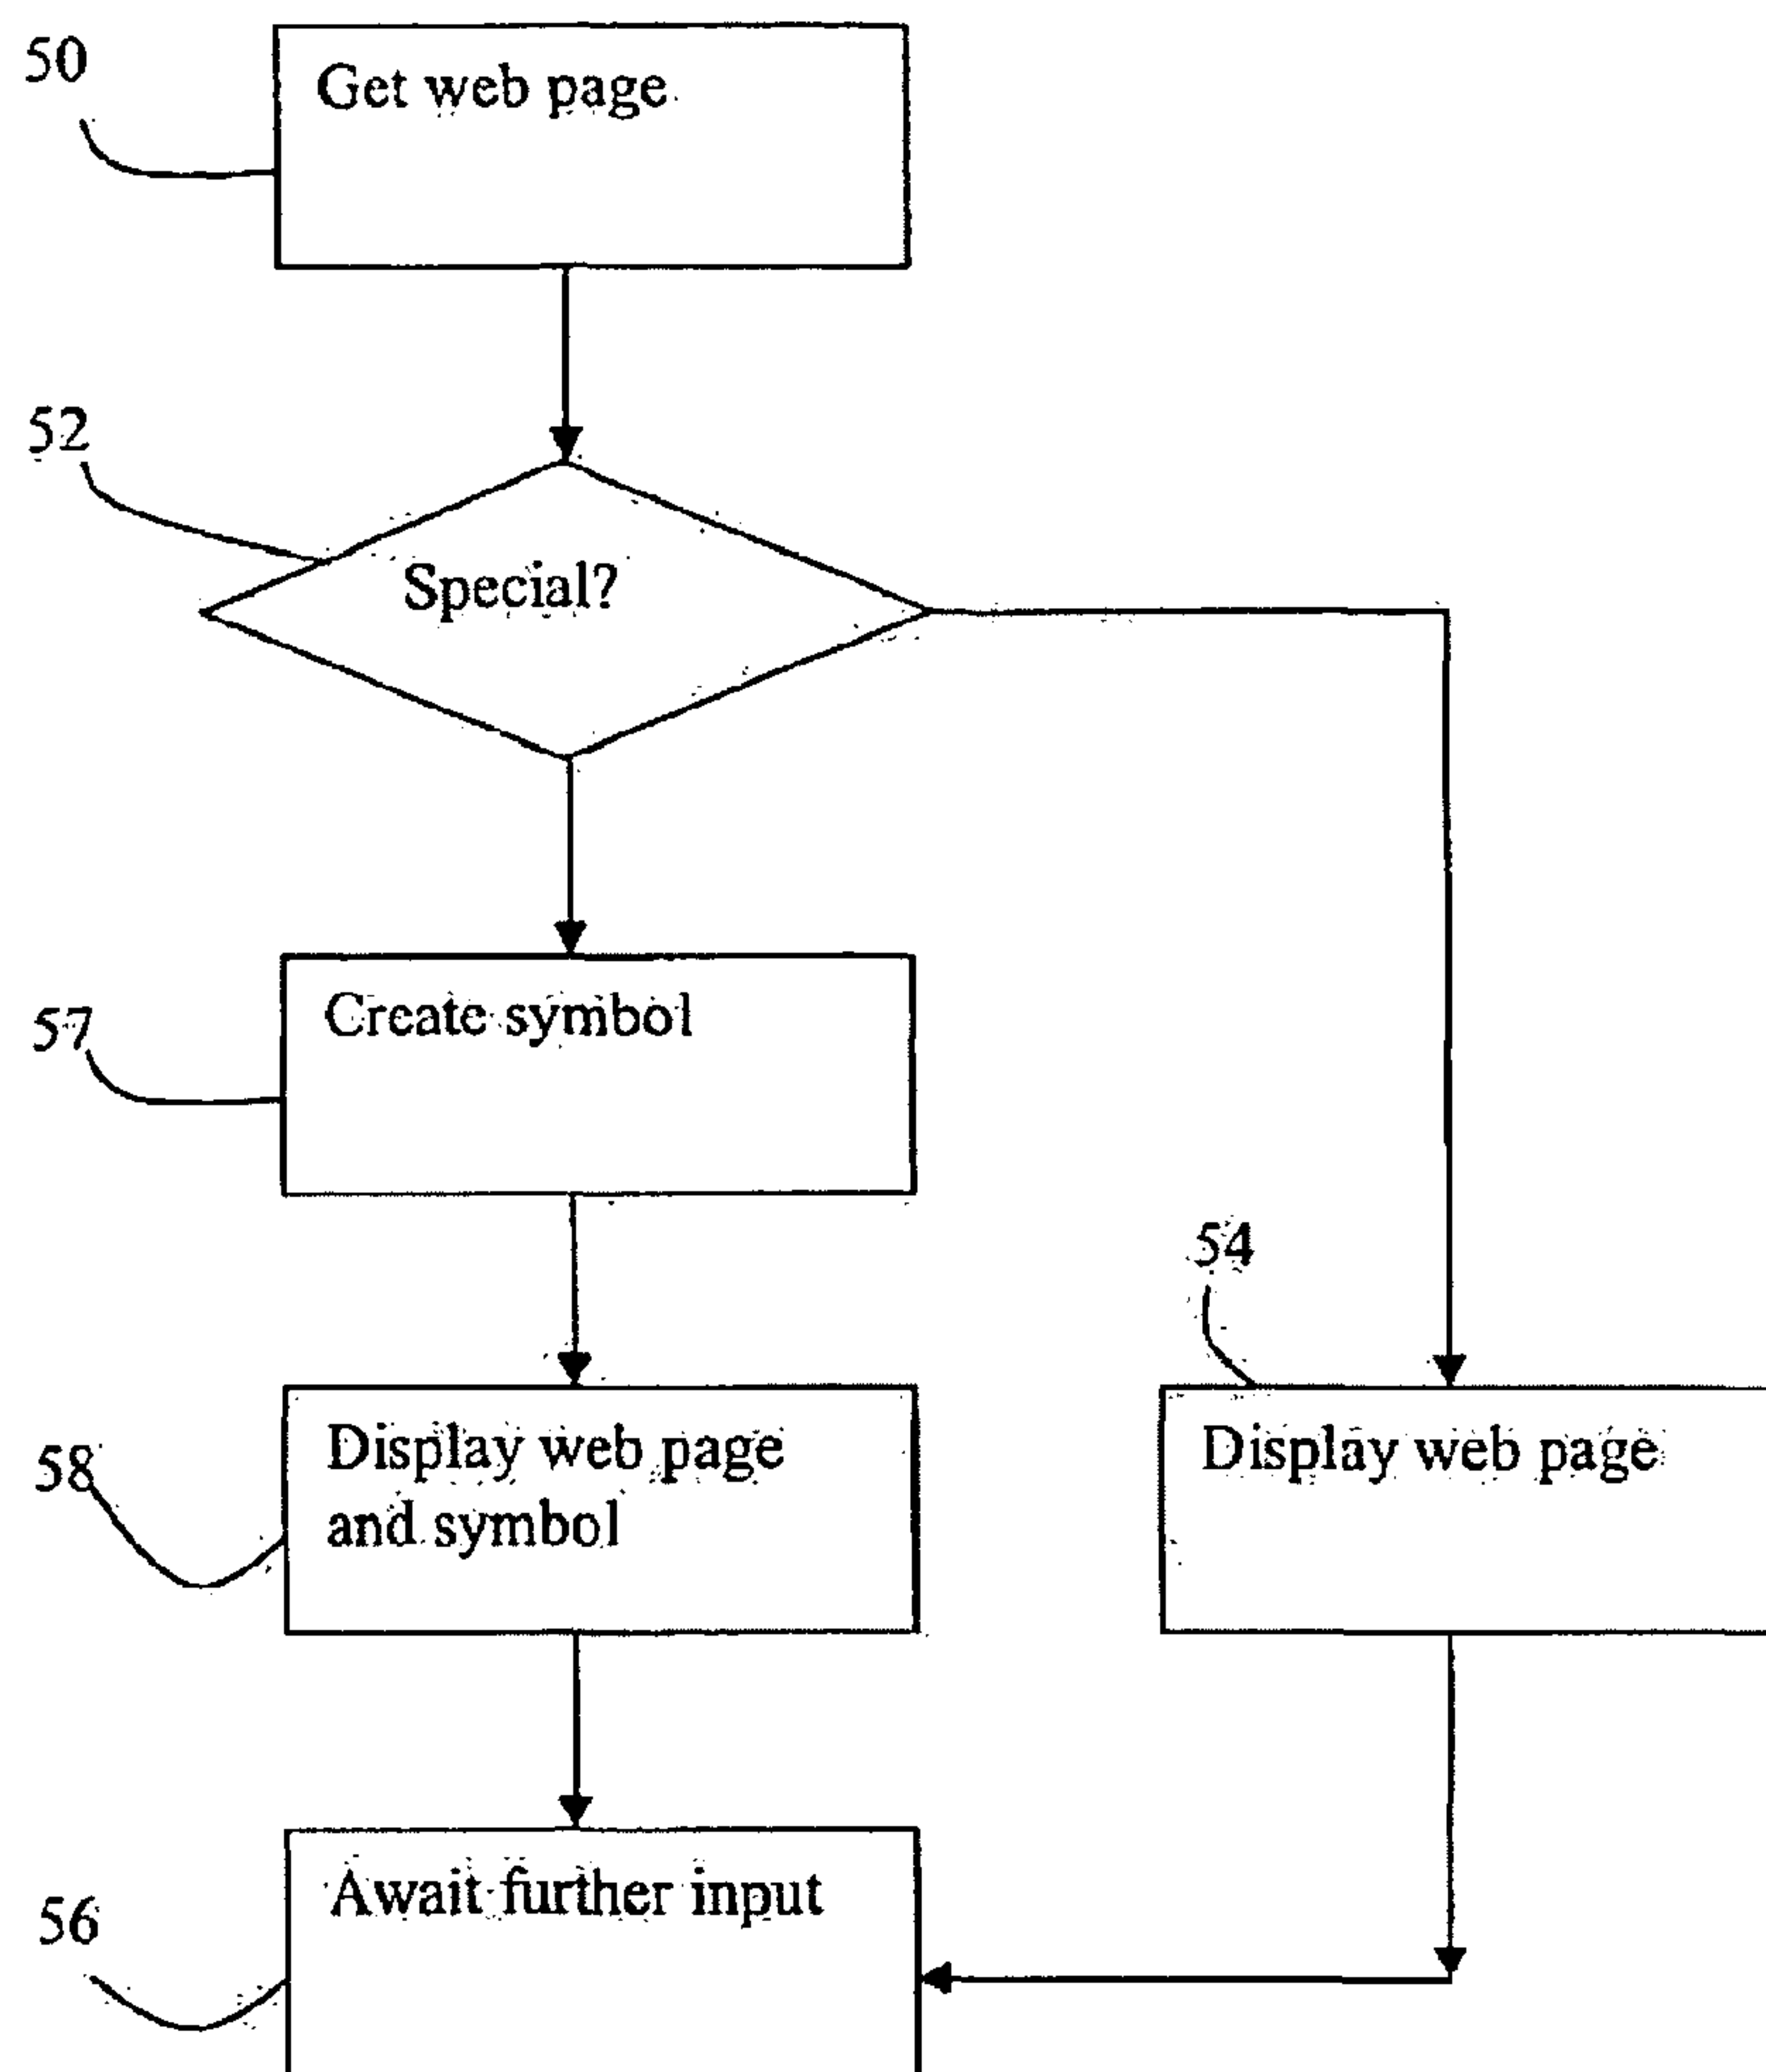 50
Get web page
52
Special?
57
Create symbol
54
58
Display web page
and symbol
Display web page
56
Await further input